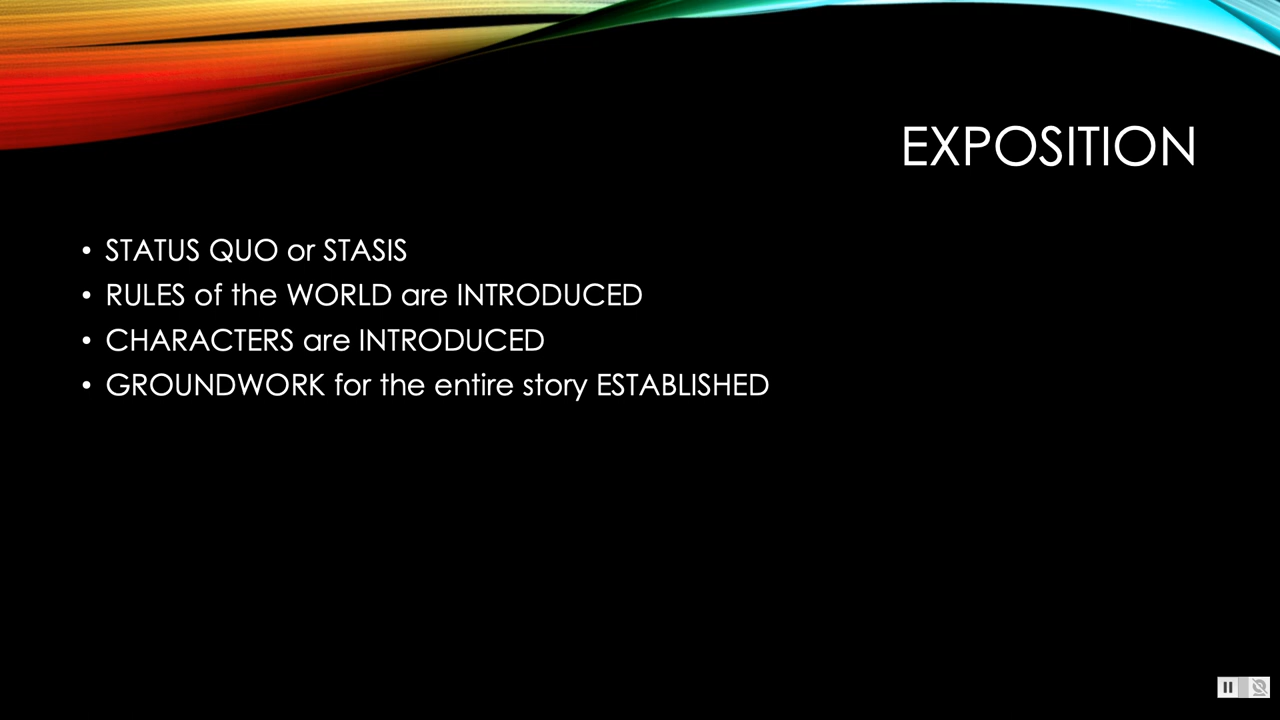 EXPOSITION
• STATUS QUO or STASIS
• RULES of the WORLD are INTRODUCED
• CHARACTERS are INTRODUCED
• GROUNDWORK for the entire story ESTABLISHED